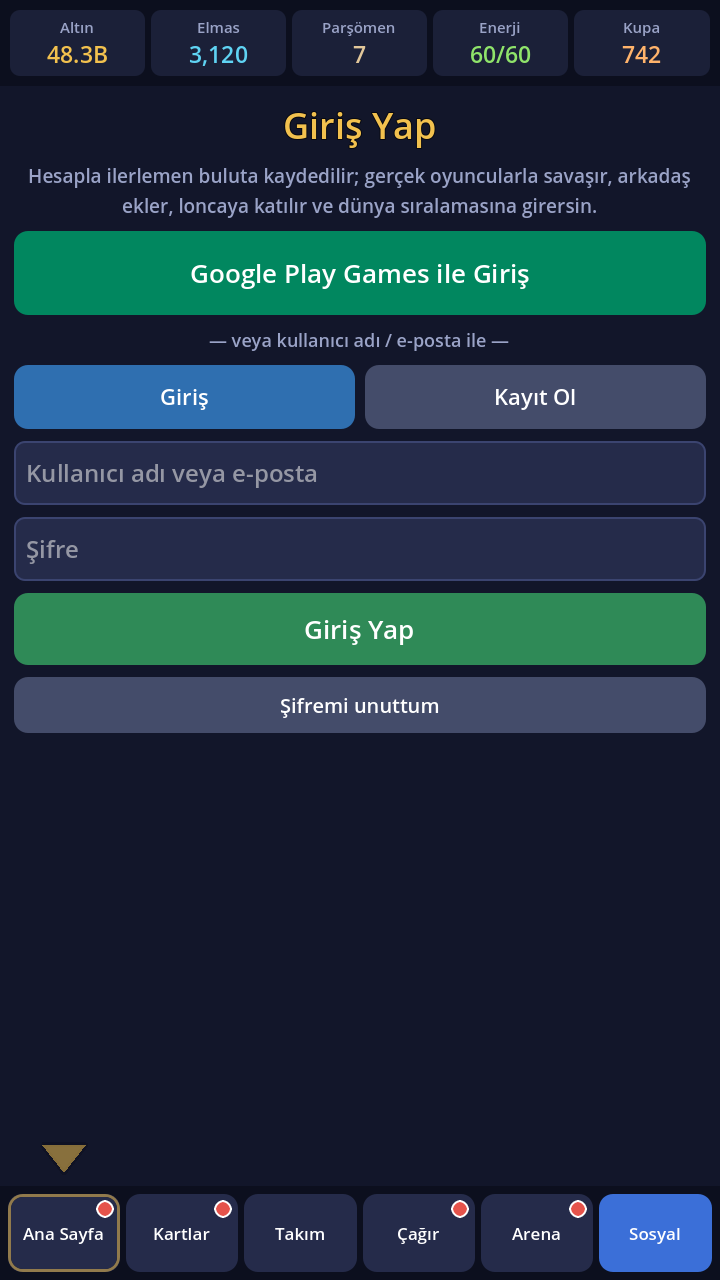 Altın
48.3B
Elmas
3,120
Parşömen
7
Enerji
60/60
Kupa
742
Giriş Yap
Hesapla ilerlemen buluta kaydedilir; gerçek oyuncularla savaşır, arkadaş
ekler, loncaya katılır ve dünya sıralamasına girersin.
Google Play Games ile Giriş
— veya kullanıcı adı / e-posta ile —
Giriş
Kayıt Ol
Kullanıcı adı veya e-posta
Şifre
Giriş Yap
Şifremi unuttum
Ana Sayfa
Kartlar
Takım
Çağır
Arena
Sosyal